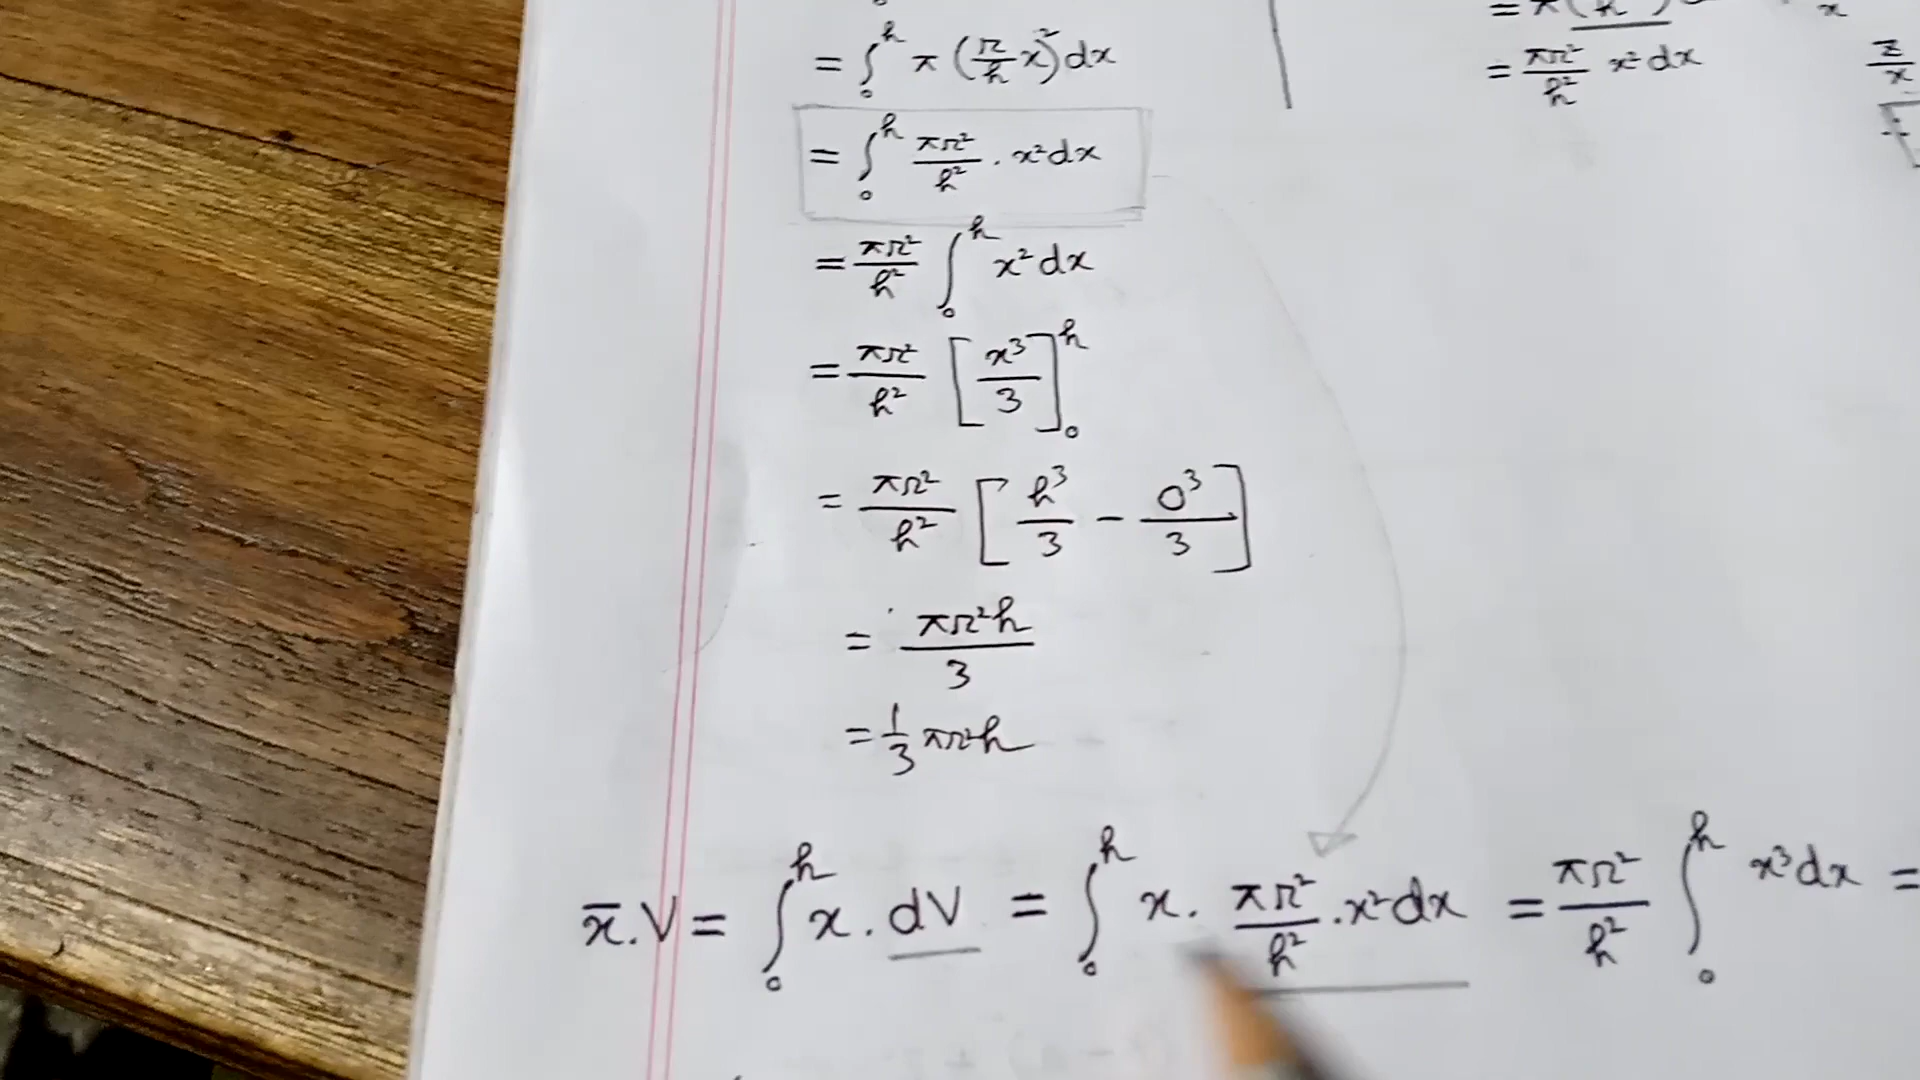 = ∫₀ʰ π (r/h x)² dx
= ∫₀ʰ πr²/h² . x² dx
= πr²/h² ∫₀ʰ x² dx
= πr²/h² [x³/3]₀ʰ
= πr²/h² [h³/3 − 0³/3]
= πr²h/3
= 1/3 πr²h
= πr²/h² x² dx
z/x
x̄.V = ∫₀ʰ x . dV = ∫₀ʰ x . πr²/h² . x² dx = πr²/h² ∫₀ʰ x³ dx =